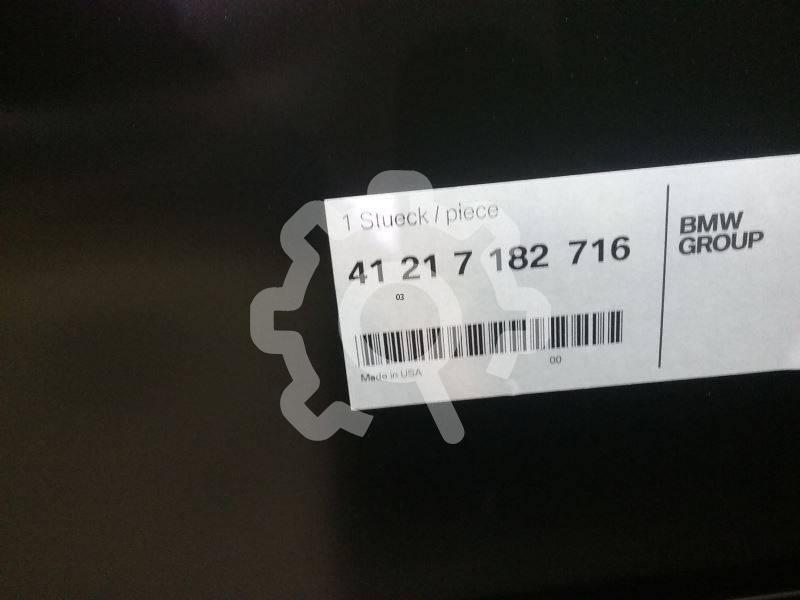 1 Stueck / piece
41 21 7 182 716
03
00
Made in USA
BMW
GROUP